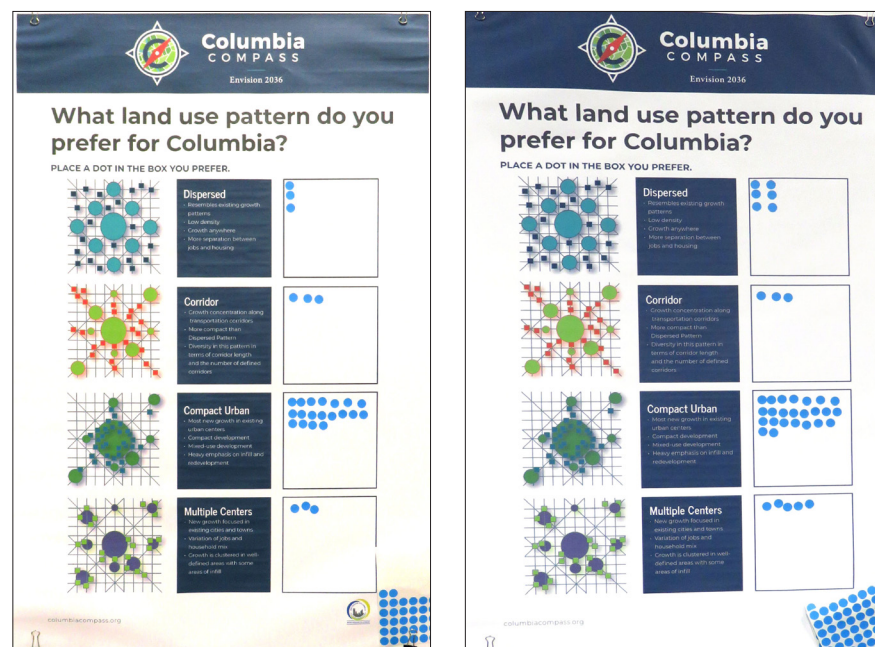 Columbia
COMPASS
Envision 2036
What land use pattern do you
prefer for Columbia?
PLACE A DOT IN THE BOX YOU PREFER.
Dispersed
- Resembles existing growth
patterns
- Low density
- Growth anywhere
- More separation between
jobs and housing
Corridor
- Growth concentration along
transportation corridors
- More compact than
Dispersed Pattern
- Diversity in this pattern in
terms of corridor length
and the number of defined
corridors
Compact Urban
- Most new growth in existing
urban centers
- Compact development
- Mixed-use development
- Heavy emphasis on infill and
redevelopment
Multiple Centers
New growth focused in
existing cities and towns
- Variation of jobs and
household mix
- Growth is clustered in well-
defined areas with some
areas of infill
columbiacompass.org
Columbia
COMPASS
Envision 2036
What land use pattern do you
prefer for Columbia?
PLACE A DOT IN THE BOX YOU PREFER.
Dispersed
- Resembles existing growth
patterns
- Low density
- Growth anywhere
- More separation between
jobs and housing
Corridor
- Growth concentration along
transportation corridors
- More compact than
Dispersed Pattern
- Diversity in this pattern in
terms of corridor length
and the number of defined
corridors
Compact Urban
- Most new growth in existing
urban centers
- Compact development
- Mixed-use development
- Heavy emphasis on infill and
redevelopment
Multiple Centers
New growth focused in
existing cities and towns
- Variation of jobs and
household mix
- Growth is clustered in well-
defined areas with some
areas of infill
columbiacompass.org